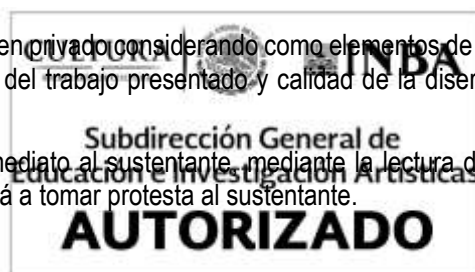 en privado considerando como elementos de
CULTURA INBA
del trabajo presentado y calidad de la diser
Subdirección General de
mediato al sustentante, mediante la lectura d
Educación e Investigación Artísticas
á a tomar protesta al sustentante.
AUTORIZADO